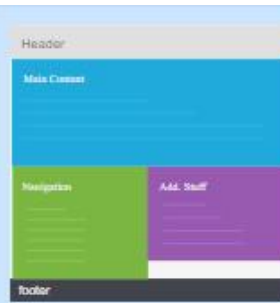 Header
Main Content
Navigation
Add. Stuff
footer